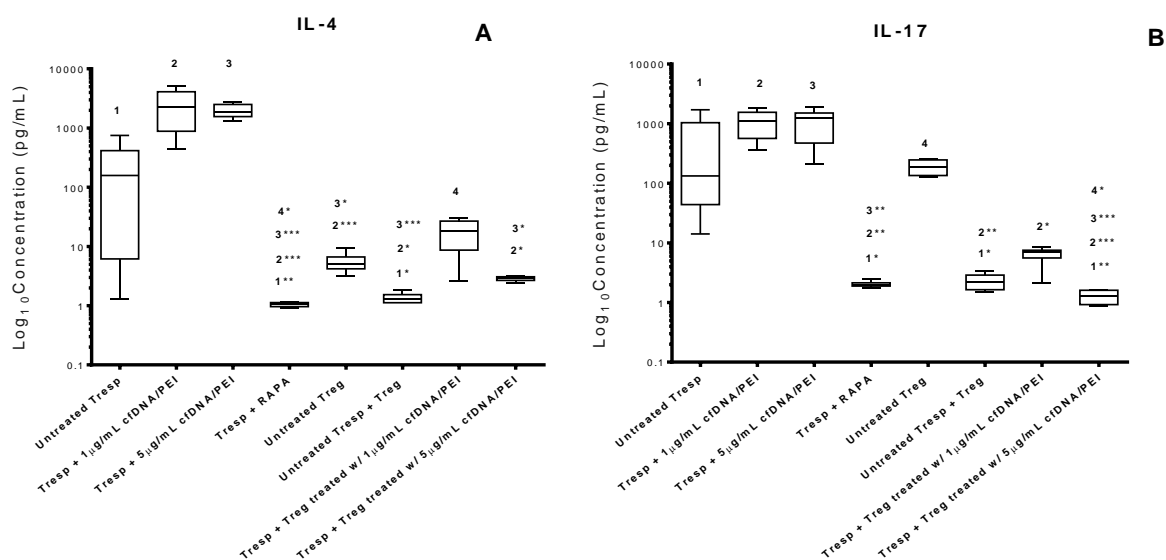 IL-4
A
Log10Concentration (pg/mL)
10000
1000
100
10
1
0.1
1
2
3
4*
3***
2***
1**
3*
2***
3***
2*
1*
4
3*
2*
Untreated Tresp
Tresp + 1µg/mL cfDNA/PEI
Tresp + 5µg/mL cfDNA/PEI
Tresp + RAPA
Untreated Treg
Untreated Tresp + Treg
Tresp + Treg treated w/ 1µg/mL cfDNA/PEI
Tresp + Treg treated w/ 5µg/mL cfDNA/PEI
IL-17
B
Log10Concentration (pg/mL)
10000
1000
100
10
1
0.1
1
2
3
3**
2**
1*
4
2**
1*
2*
4*
3***
2***
1**
Untreated Tresp
Tresp + 1µg/mL cfDNA/PEI
Tresp + 5µg/mL cfDNA/PEI
Tresp + RAPA
Untreated Treg
Untreated Tresp + Treg
Tresp + Treg treated w/ 1µg/mL cfDNA/PEI
Tresp + Treg treated w/ 5µg/mL cfDNA/PEI